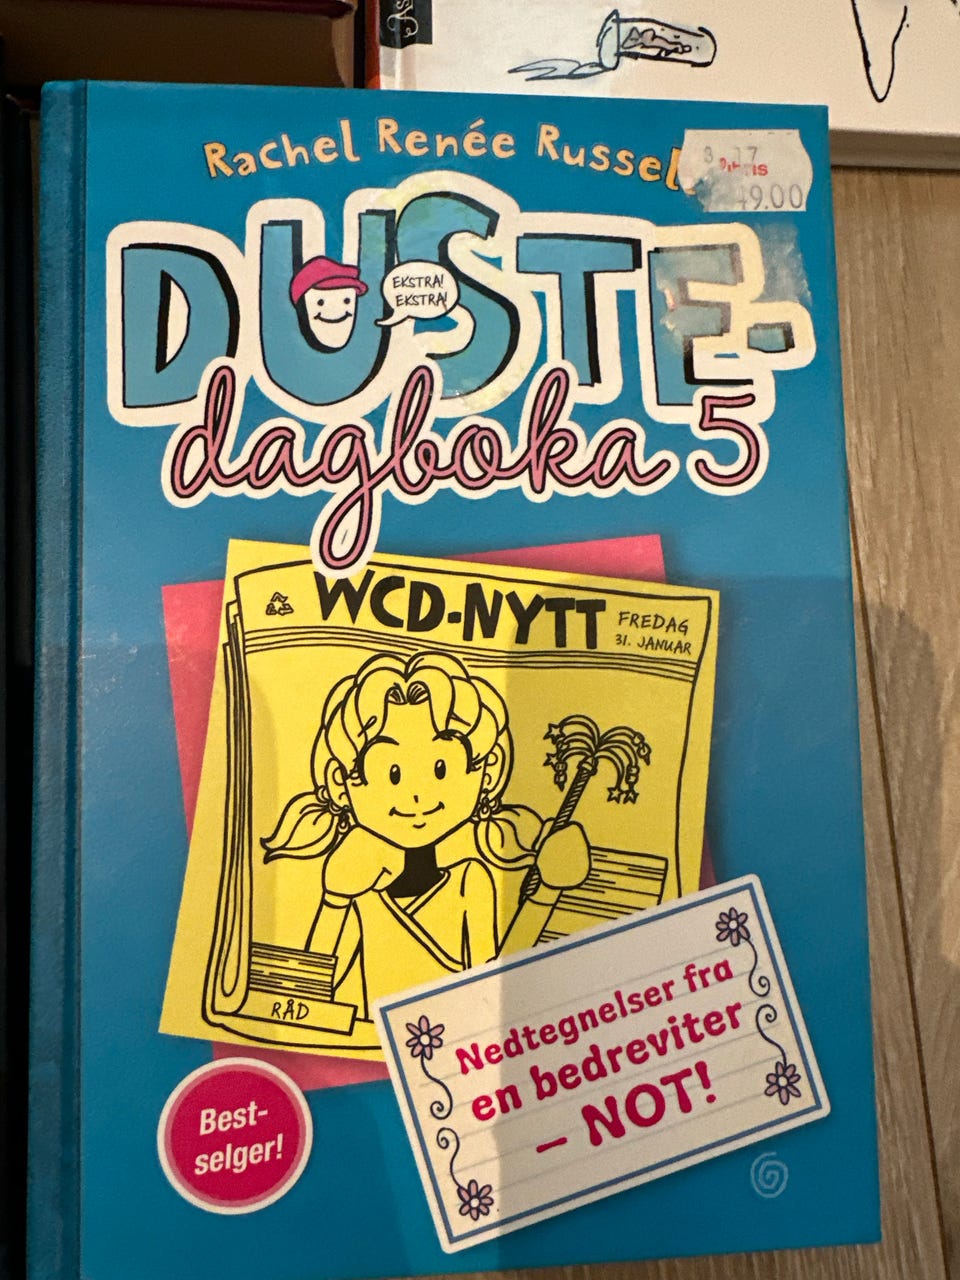 Rachel Renée Russel
49.00
DUSTE-
EKSTRA!
EKSTRA!
dagboka 5
WCD-NYTT
FREDAG
31. JANUAR
RÅD
Nedtegnelser fra
en bedreviter
– NOT!
Best-
selger!